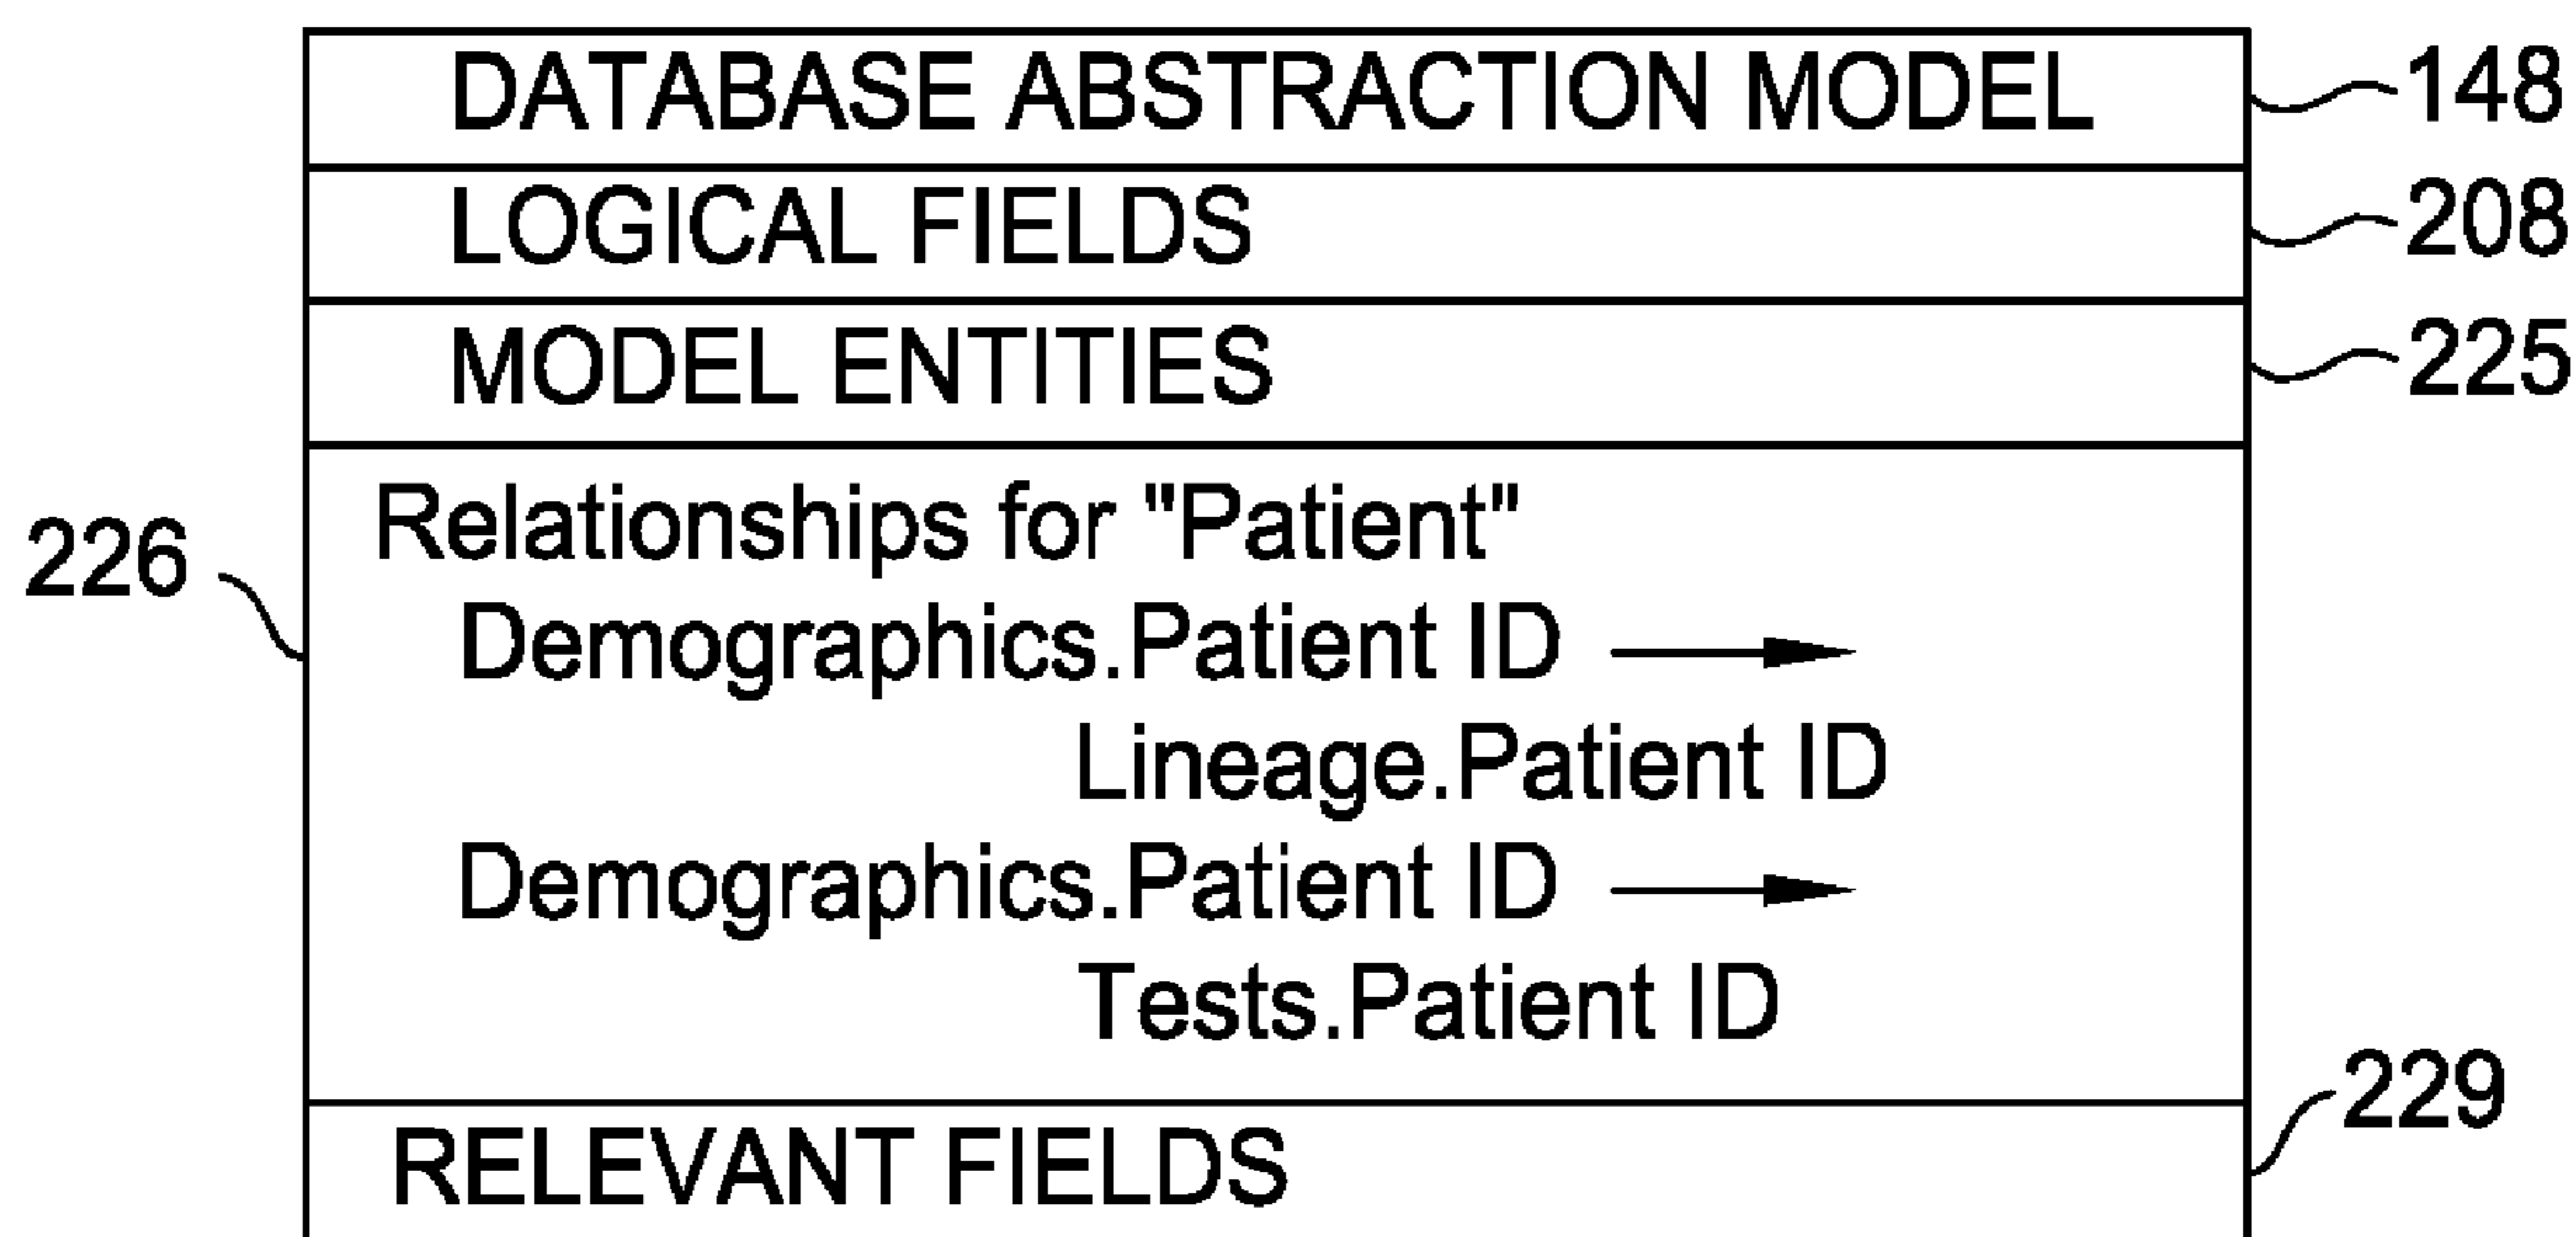 DATABASE ABSTRACTION MODEL 148
LOGICAL FIELDS 208
MODEL ENTITIES 225
Relationships for "Patient"
226
Demographics.Patient ID
Lineage.Patient ID
Demographics.Patient ID
Tests.Patient ID
229
RELEVANT FIELDS